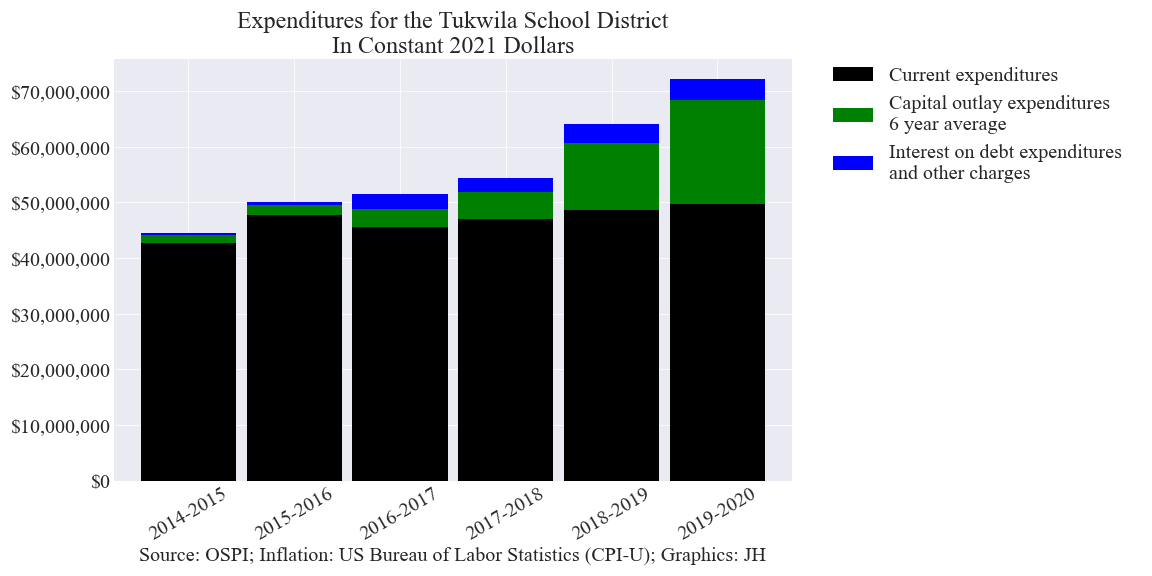 Expenditures for the Tukwila School District
In Constant 2021 Dollars
Current expenditures
Capital outlay expenditures
6 year average
Interest on debt expenditures
and other charges
$70,000,000
$60,000,000
$50,000,000
$40,000,000
$30,000,000
$20,000,000
$10,000,000
$0
2014-2015
2015-2016
2016-2017
2017-2018
2018-2019
2019-2020
Source: OSPI; Inflation: US Bureau of Labor Statistics (CPI-U); Graphics: JH